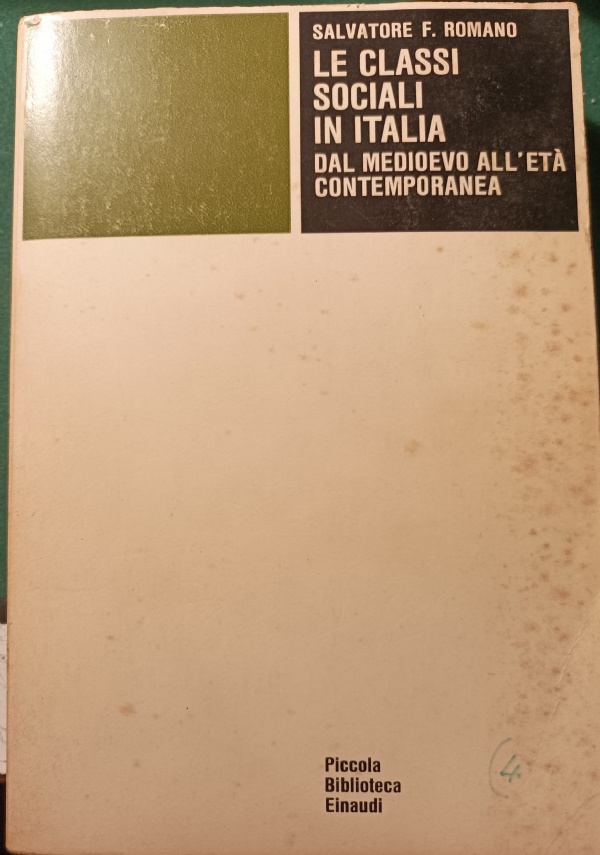 SALVATORE F. ROMANO
LE CLASSI
SOCIALI
IN ITALIA
DAL MEDIOEVO ALL'ETÀ
CONTEMPORANEA
Piccola
Biblioteca
Einaudi
(4